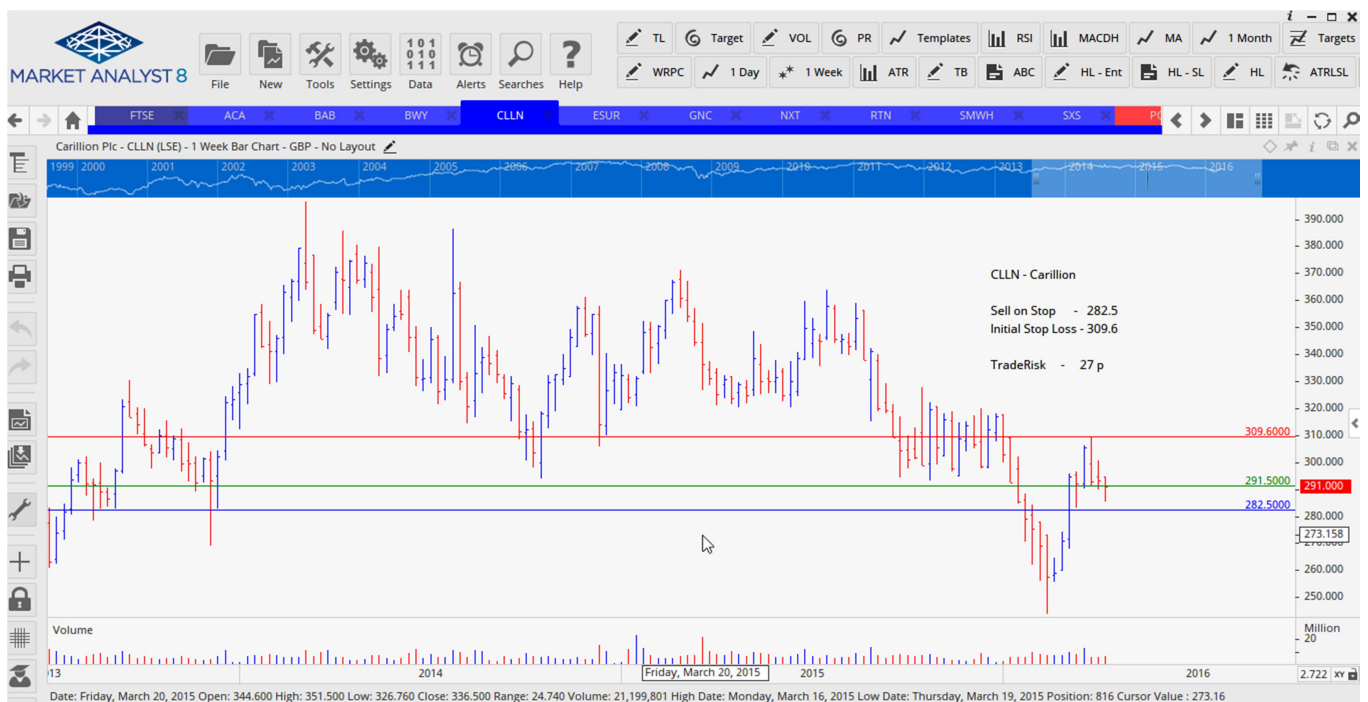 i
MARKET ANALYST 8
File New Tools Settings Data Alerts Searches Help
101
010
111
TL Target VOL PR Templates RSI MACDH MA 1 Month Targets
WRPC 1 Day 1 Week ATR TB ABC HL - Ent HL - SL HL ATRLSL
FTSE ACA BAB BWY CLLN ESUR GNC NXT RTN SMWH SXS
Carillion Plc - CLLN (LSE) - 1 Week Bar Chart - GBP - No Layout
1999 2000 2001 2002 2003 2004 2005 2006 2007 2008 2009 2010 2011 2012 2013 2014 2015 2016
390.000
380.000
CLLN - Carillion
370.000
360.000
Sell on Stop - 282.5
350.000
Initial Stop Loss - 309.6
340.000
TradeRisk - 27 p
330.000
320.000
309.6000
310.000
300.000
291.5000
291.000
282.5000
280.000
273.158
270.000
260.000
250.000
Volume
Million
20
13 2014 Friday, March 20, 2015 2015 2016 2.722 XY
Date: Friday, March 20, 2015 Open: 344.600 High: 351.500 Low: 326.760 Close: 336.500 Range: 24.740 Volume: 21,199,801 High Date: Monday, March 16, 2015 Low Date: Thursday, March 19, 2015 Position: 816 Cursor Value : 273.16